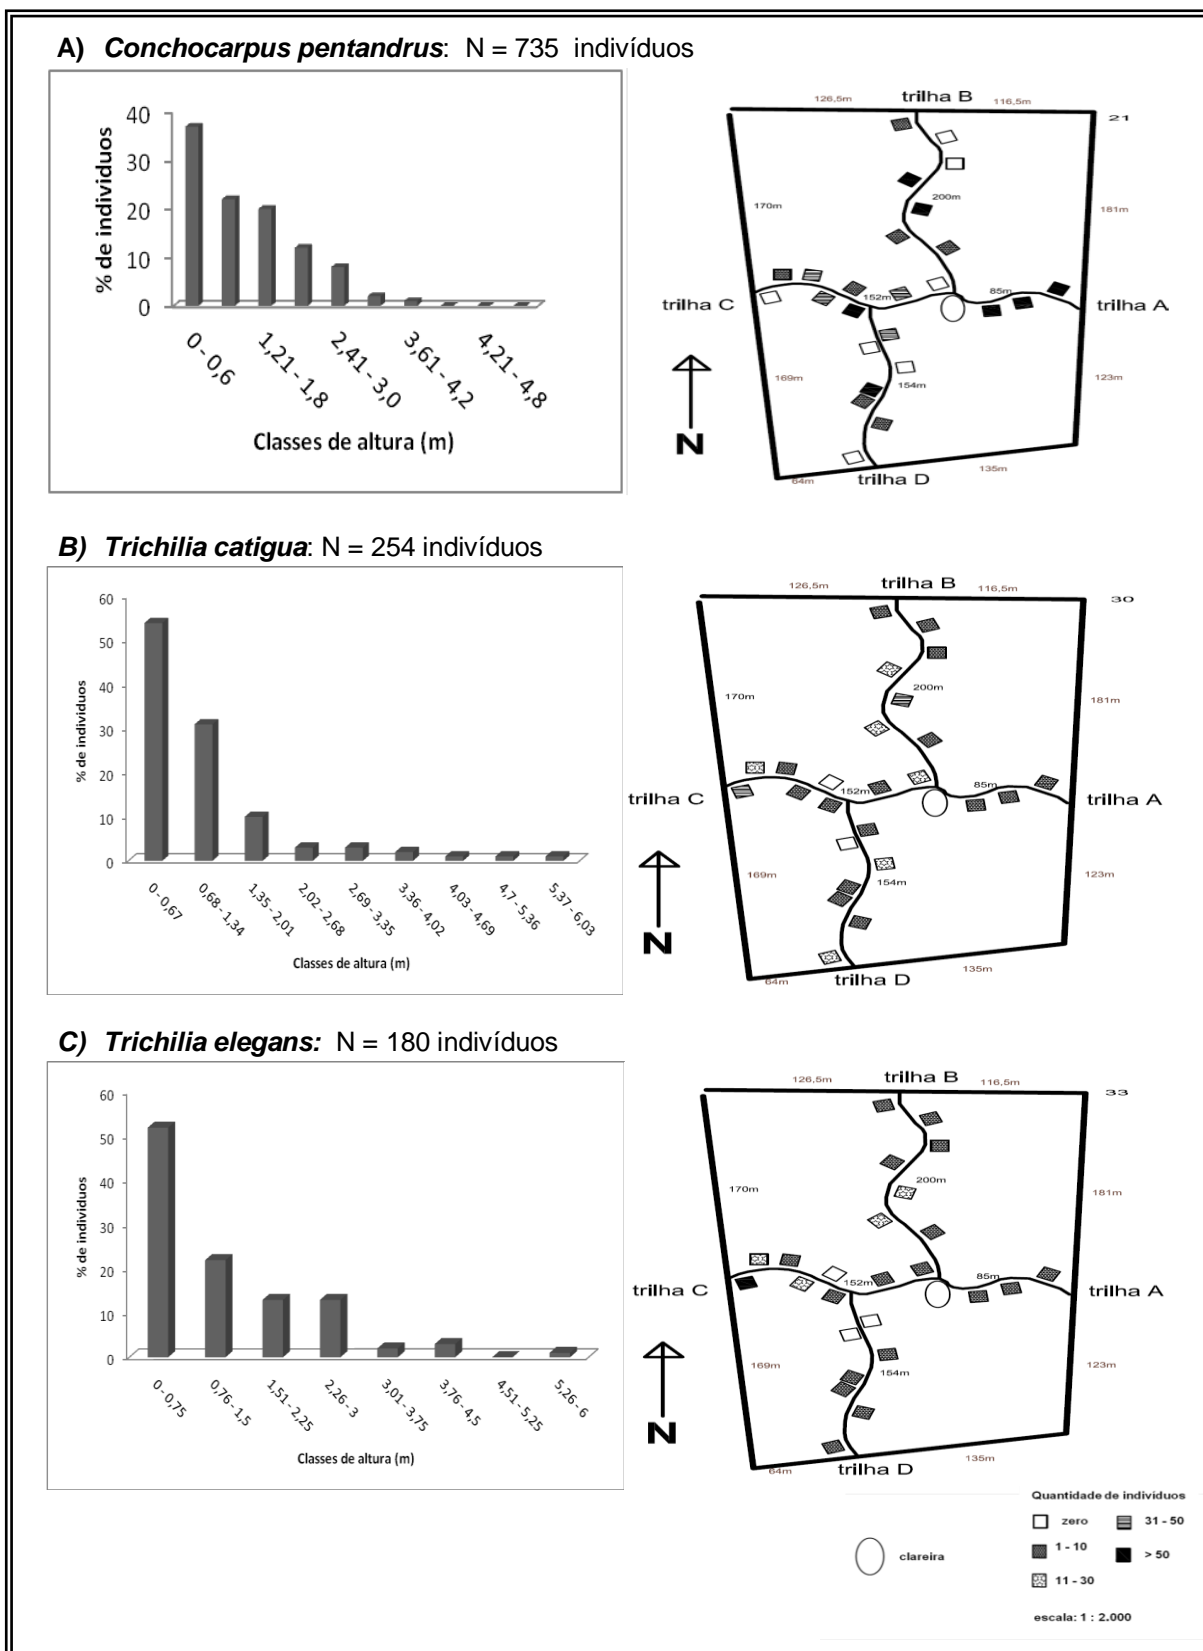 A) Conchocarpus pentandrus: N = 735 indivíduos
% de individuos
40
30
20
10
0
0 - 0,6
1,21 - 1,8
2,41 - 3,0
3,61 - 4,2
4,21 - 4,8
Classes de altura (m)
126,5m
trilha B
116,5m
21
170m
200m
181m
trilha C
152m
85m
trilha A
169m
154m
123m
N
64m
trilha D
135m
B) Trichilia catigua: N = 254 indivíduos
% de individuos
60
50
40
30
20
10
0
0 - 0,67
0,68 - 1,34
1,35 - 2,01
2,02 - 2,68
2,69 - 3,35
3,36 - 4,02
4,03 - 4,69
4,7 - 5,36
5,37 - 6,03
Classes de altura (m)
126,5m
trilha B
116,5m
30
170m
200m
181m
trilha C
152m
85m
trilha A
169m
154m
123m
N
64m
trilha D
135m
C) Trichilia elegans: N = 180 indivíduos
% de individuos
60
50
40
30
20
10
0
0 - 0,75
0,76 - 1,5
1,51 - 2,25
2,26 - 3
3,01 - 3,75
3,76 - 4,5
4,51 - 5,25
5,26 - 6
Classes de altura (m)
126,5m
trilha B
116,5m
33
170m
200m
181m
trilha C
152m
85m
trilha A
169m
154m
123m
N
64m
trilha D
135m
clareira
Quantidade de individuos
zero
31 - 50
1 - 10
> 50
11 - 30
escala: 1 : 2.000